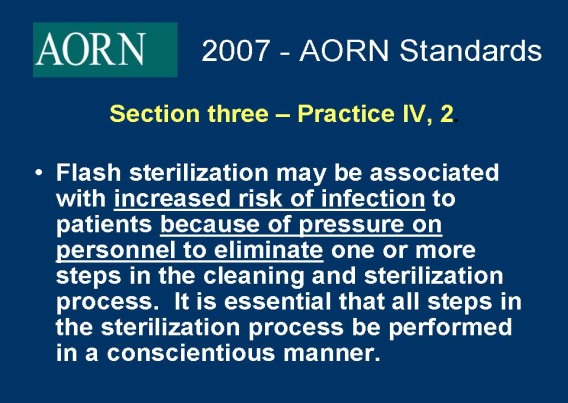 AORN 2007 - AORN Standards
Section three – Practice IV, 2.
• Flash sterilization may be associated
with increased risk of infection to
patients because of pressure on
personnel to eliminate one or more
steps in the cleaning and sterilization
process.  It is essential that all steps in
the sterilization process be performed
in a conscientious manner.